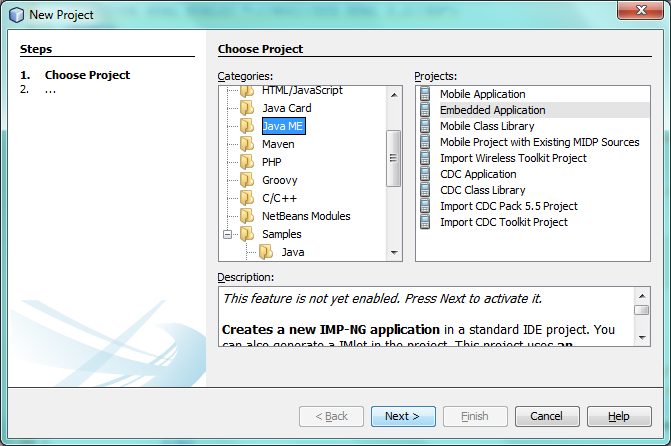 New Project
Steps
1. Choose Project
2. ...
Choose Project
Categories:
HTML/JavaScript
Java Card
Java ME
Maven
PHP
Groovy
C/C++
NetBeans Modules
Samples
Java
Projects:
Mobile Application
Embedded Application
Mobile Class Library
Mobile Project with Existing MIDP Sources
Import Wireless Toolkit Project
CDC Application
CDC Class Library
Import CDC Pack 5.5 Project
Import CDC Toolkit Project
Description:
This feature is not yet enabled. Press Next to activate it.
Creates a new IMP-NG application in a standard IDE project. You
can also generate a IMlet in the project. This project uses an
< Back
Next >
Finish
Cancel
Help